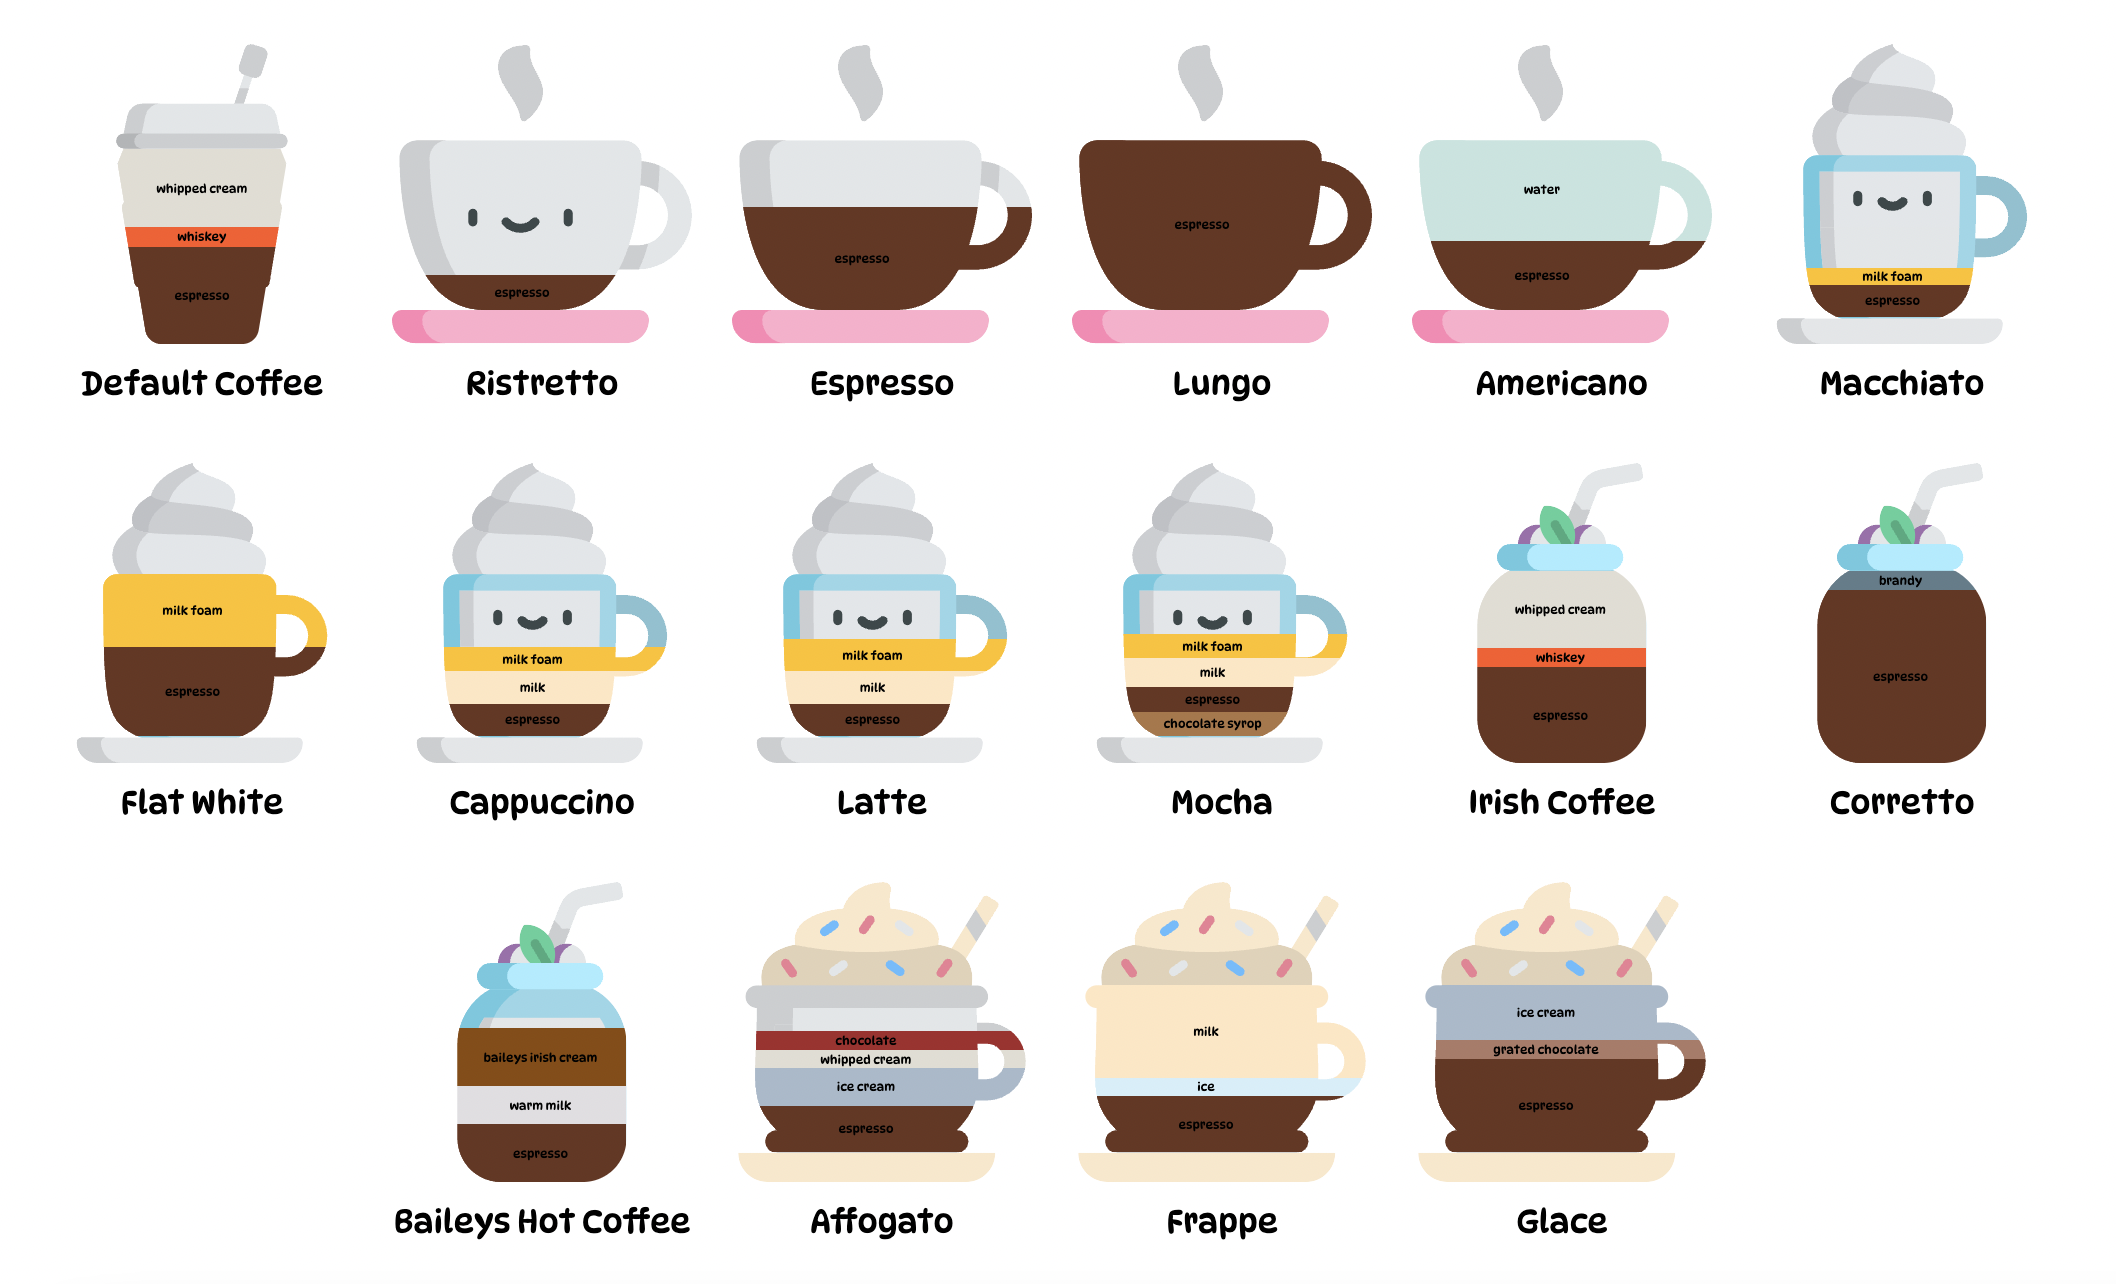 whipped cream
whiskey
espresso
Default Coffee
espresso
Ristretto
espresso
Espresso
espresso
Lungo
water
espresso
Americano
milk foam
espresso
Macchiato
milk foam
espresso
Flat White
milk foam
milk
espresso
Cappuccino
milk foam
milk
espresso
Latte
milk foam
milk
espresso
chocolate syrop
Mocha
whipped cream
whiskey
espresso
Irish Coffee
brandy
espresso
Corretto
baileys irish cream
warm milk
espresso
Baileys Hot Coffee
chocolate
whipped cream
ice cream
espresso
Affogato
milk
ice
espresso
Frappe
ice cream
grated chocolate
espresso
Glace